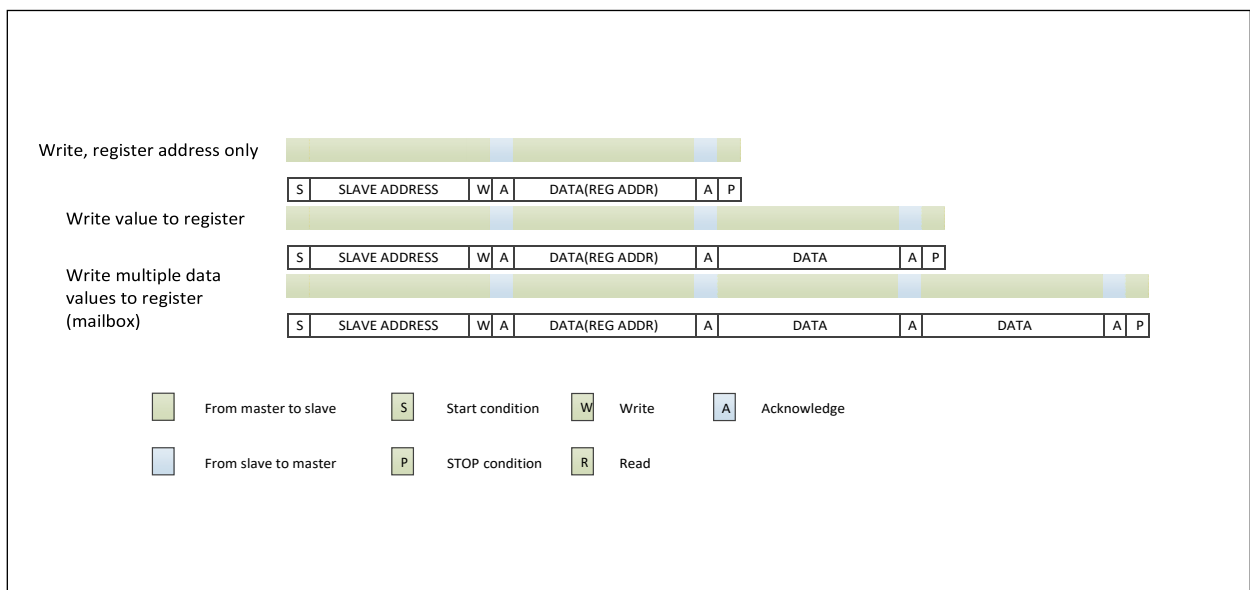 Write, register address only
S SLAVE ADDRESS W A DATA(REG ADDR) A P
Write value to register
S SLAVE ADDRESS W A DATA(REG ADDR) A DATA A P
Write multiple data
values to register
(mailbox)
S SLAVE ADDRESS W A DATA(REG ADDR) A DATA A DATA A P
From master to slave S Start condition W Write A Acknowledge
From slave to master P STOP condition R Read